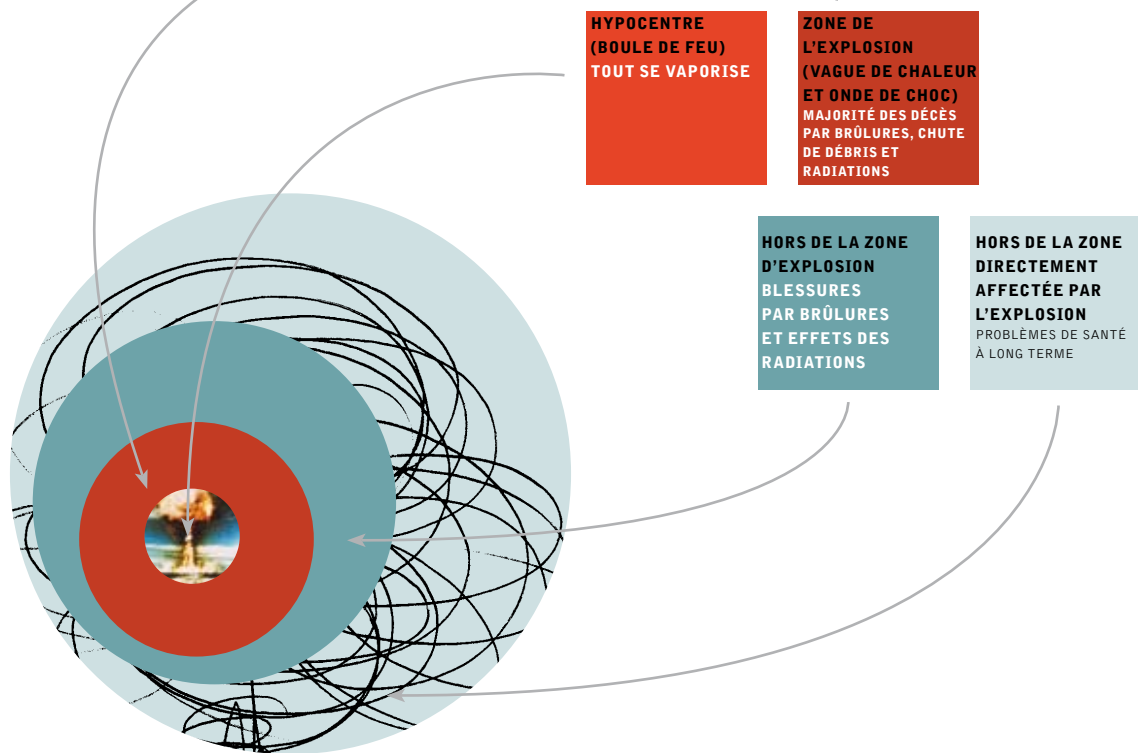 HYPOCENTRE
(BOULE DE FEU)
TOUT SE VAPORISE
ZONE DE
L'EXPLOSION
(VAGUE DE CHALEUR
ET ONDE DE CHOC)
MAJORITÉ DES DÉCÈS
PAR BRÛLURES, CHUTE
DE DÉBRIS ET
RADIATIONS
HORS DE LA ZONE
D'EXPLOSION
BLESSURES
PAR BRÛLURES
ET EFFETS DES
RADIATIONS
HORS DE LA ZONE
DIRECTEMENT
AFFECTÉE PAR
L'EXPLOSION
PROBLÈMES DE SANTÉ
À LONG TERME